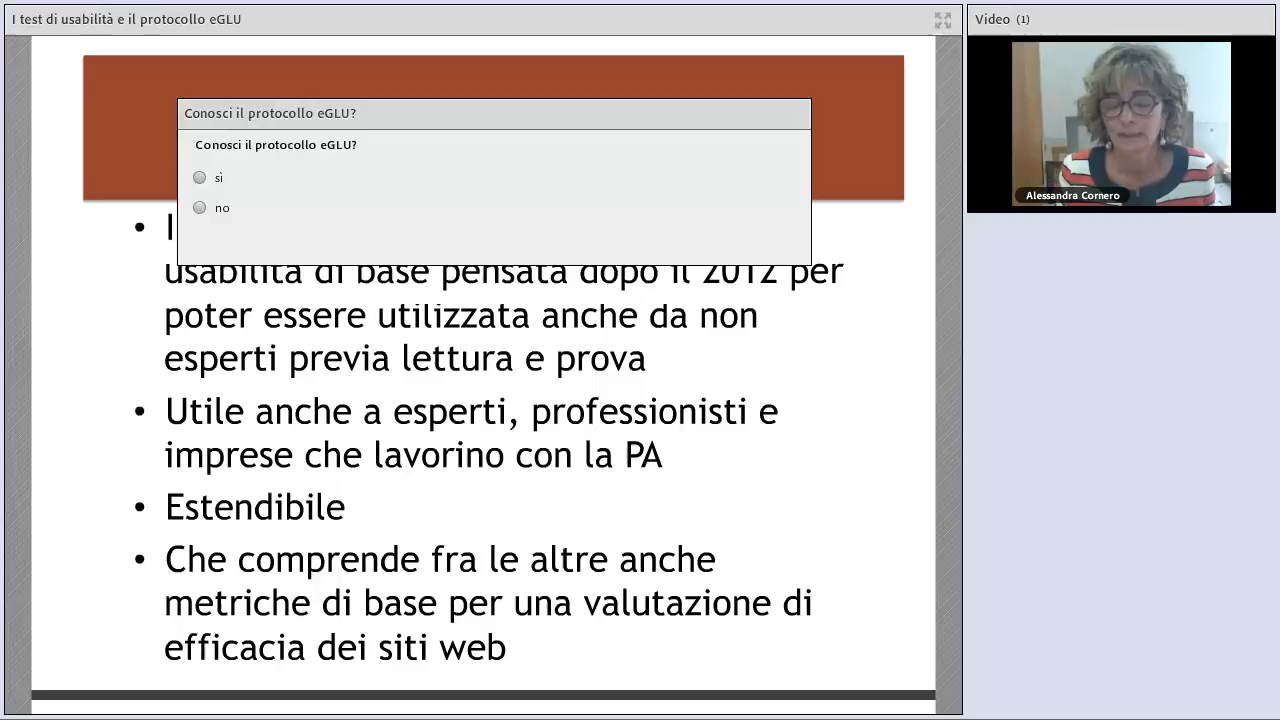 I test di usabilità e il protocollo eGLU
Video (1)
Alessandra Cornero
Conosci il protocollo eGLU?
Conosci il protocollo eGLU?
sì
no
usabilità di base pensata dopo il 2012 per
poter essere utilizzata anche da non
esperti previa lettura e prova
• Utile anche a esperti, professionisti e
imprese che lavorino con la PA
• Estendibile
• Che comprende fra le altre anche
metriche di base per una valutazione di
efficacia dei siti web